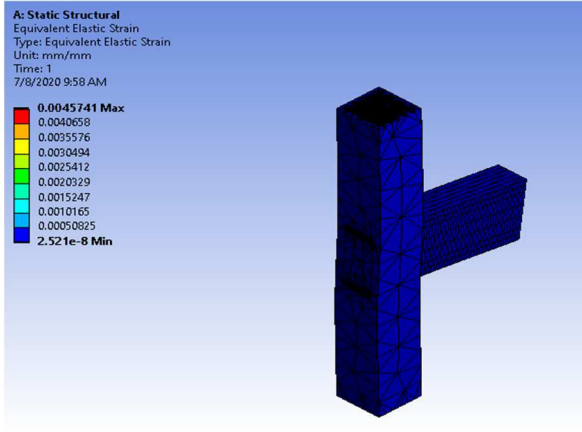 A: Static Structural
Equivalent Elastic Strain
Type: Equivalent Elastic Strain
Unit: mm/mm
Time: 1
7/8/2020 9:58 AM
0.0045741 Max
0.0040658
0.0035576
0.0030494
0.0025412
0.0020329
0.0015247
0.0010165
0.00050825
2.521e-8 Min